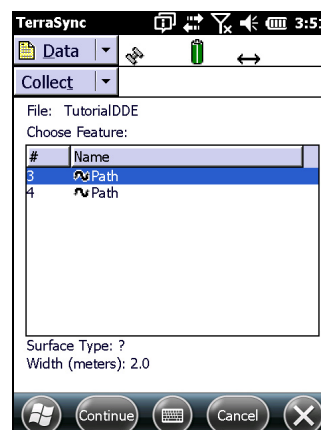 TerraSync 3:51
Data
Collect
File: TutorialDDE
Choose Feature:
# Name
3 Path
4 Path
Surface Type: ?
Width (meters): 2.0
Continue Cancel